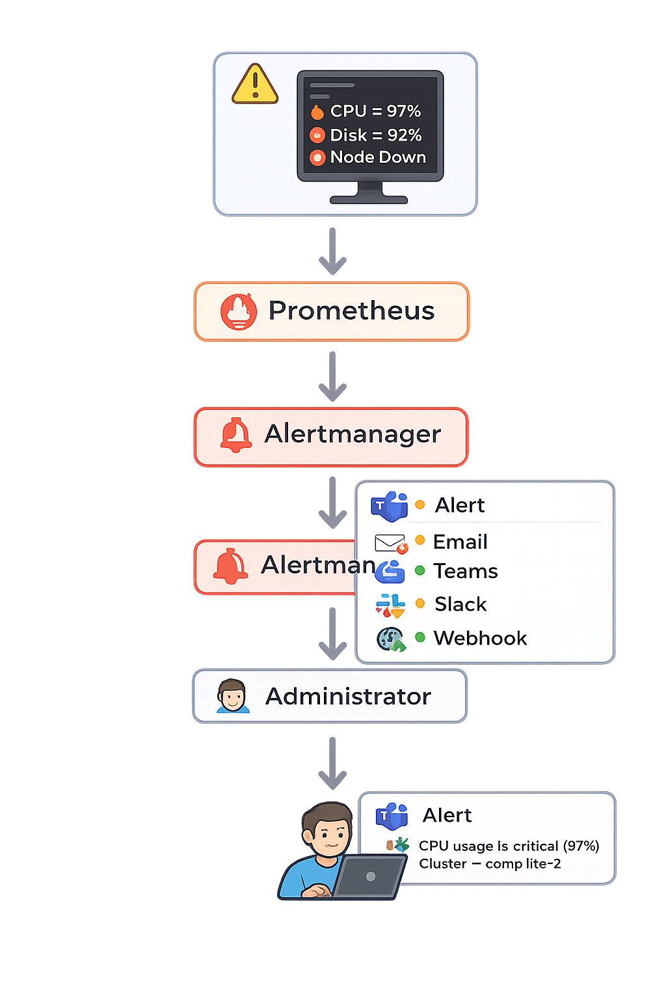 CPU = 97%
Disk = 92%
Node Down
Prometheus
Alertmanager
T Alert
Email
Alertman
Teams
Slack
Webhook
Administrator
T Alert
CPU usage is critical (97%)
Cluster – comp lite-2